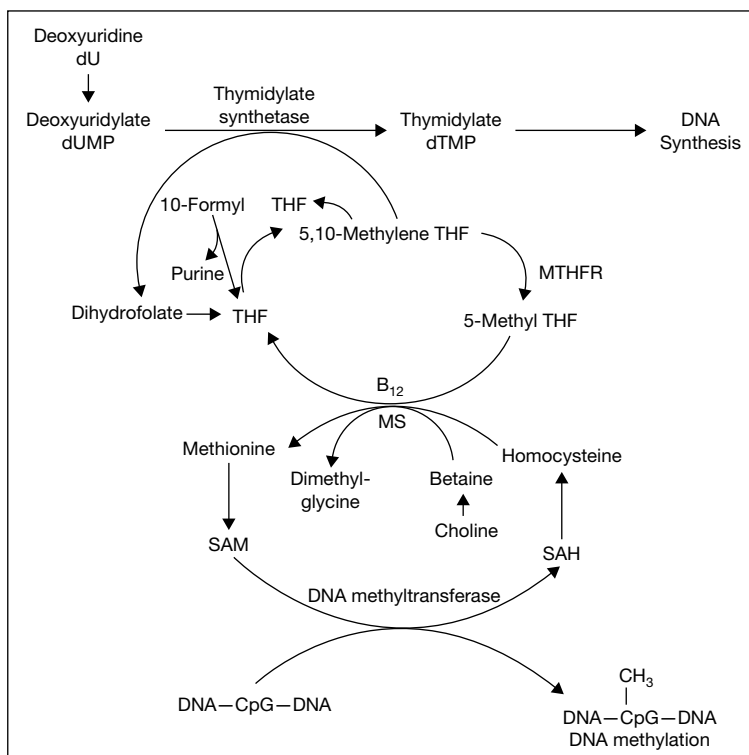 Deoxyuridine
dU
Deoxyuridylate
dUMP
Thymidylate
synthetase
Thymidylate
dTMP
DNA
Synthesis
10-Formyl
THF
5,10-Methylene THF
Purine
MTHFR
Dihydrofolate
THF
5-Methyl THF
B₁₂
MS
Methionine
Dimethyl-
glycine
Betaine
Homocysteine
Choline
SAM
SAH
DNA methyltransferase
DNA–CpG–DNA
CH₃
DNA–CpG–DNA
DNA methylation